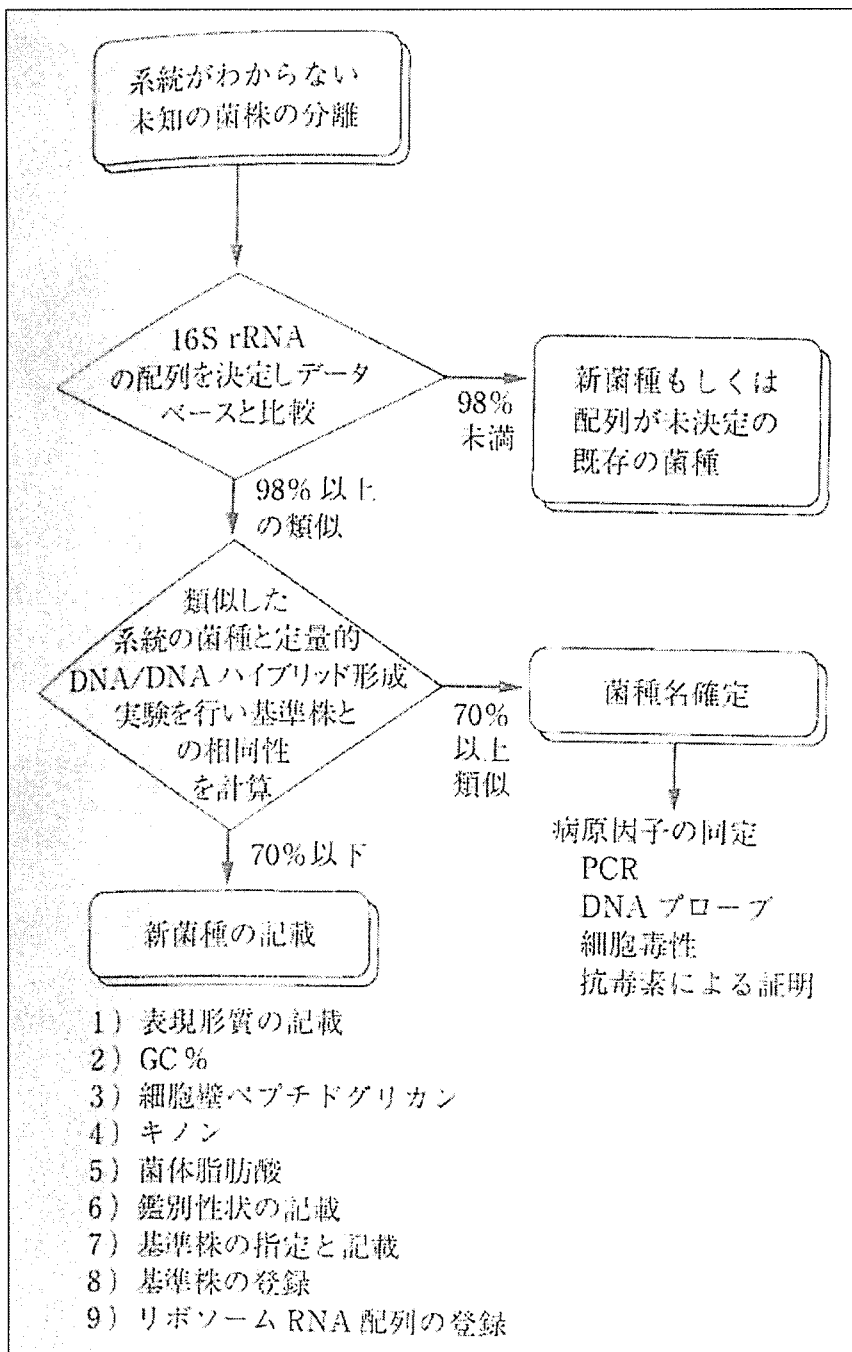 系統がわからない
未知の菌株の分離
16S rRNA
の配列を決定しデータ
ベースと比較
98%
未満
新菌種もしくは
配列が未決定の
既存の菌種
98% 以上
の類似
類似した
系統の菌種と定量的
DNA/DNA ハイブリッド形成
実験を行い基準株と
の相同性
を計算
70%
以上
類似
菌種名確定
病原因子の同定
PCR
DNA プローブ
細胞毒性
抗毒素による証明
70% 以下
新菌種の記載
1) 表現形質の記載
2) GC %
3) 細胞壁ペプチドグリカン
4) キノン
5) 菌体脂肪酸
6) 鑑別性状の記載
7) 基準株の指定と記載
8) 基準株の登録
9) リボソーム RNA 配列の登録